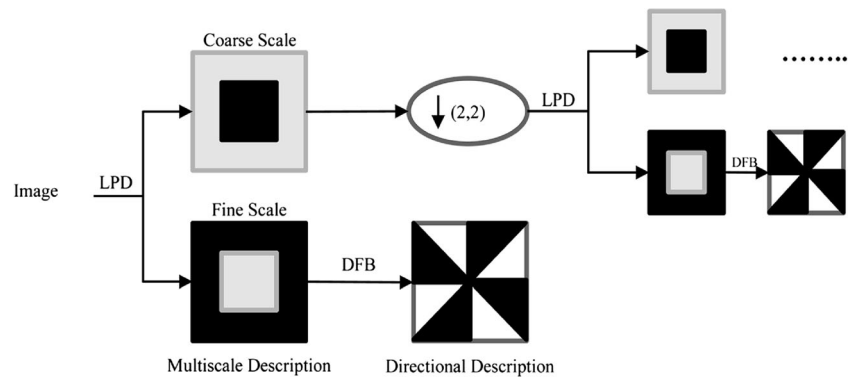 Coarse Scale
↓ (2,2)
LPD
........
LPD
Image
Fine Scale
DFB
DFB
Multiscale Description
Directional Description